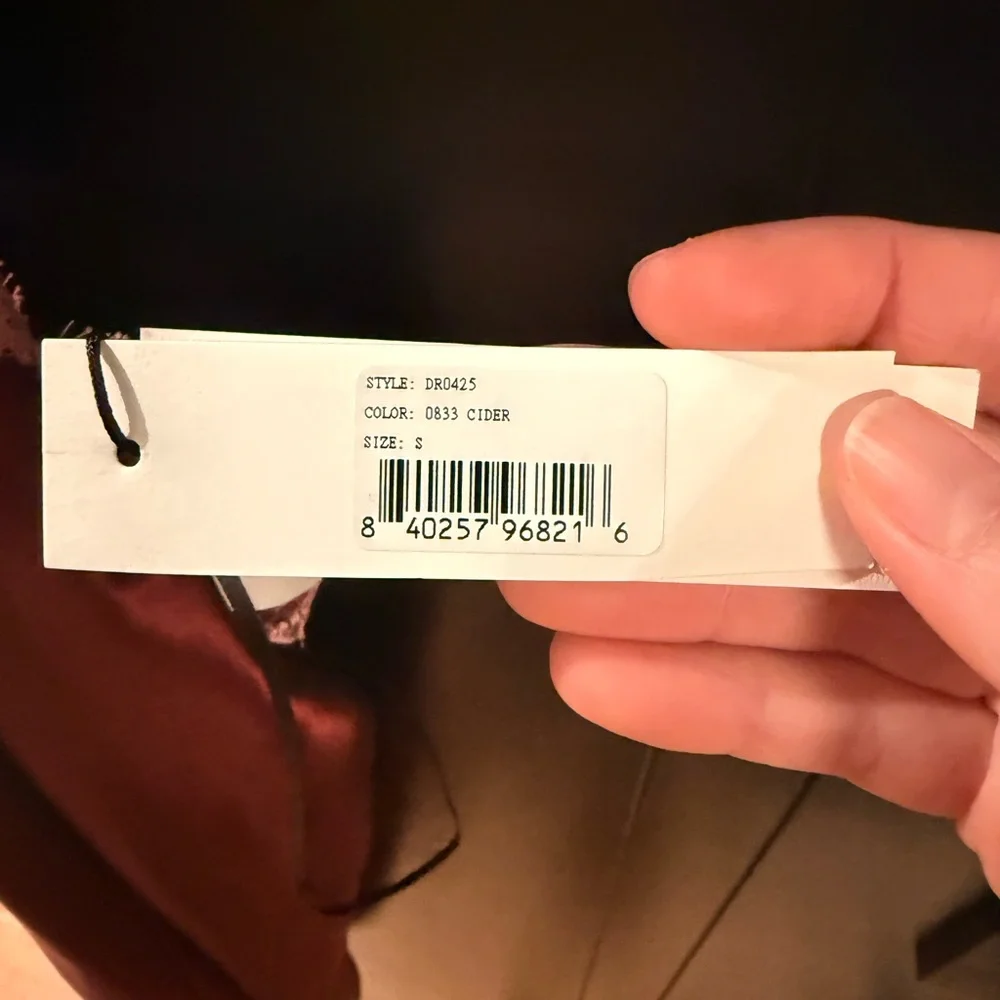 STYLE: DR0425
COLOR: 0833 CIDER
SIZE: S
8 40257 96821 6